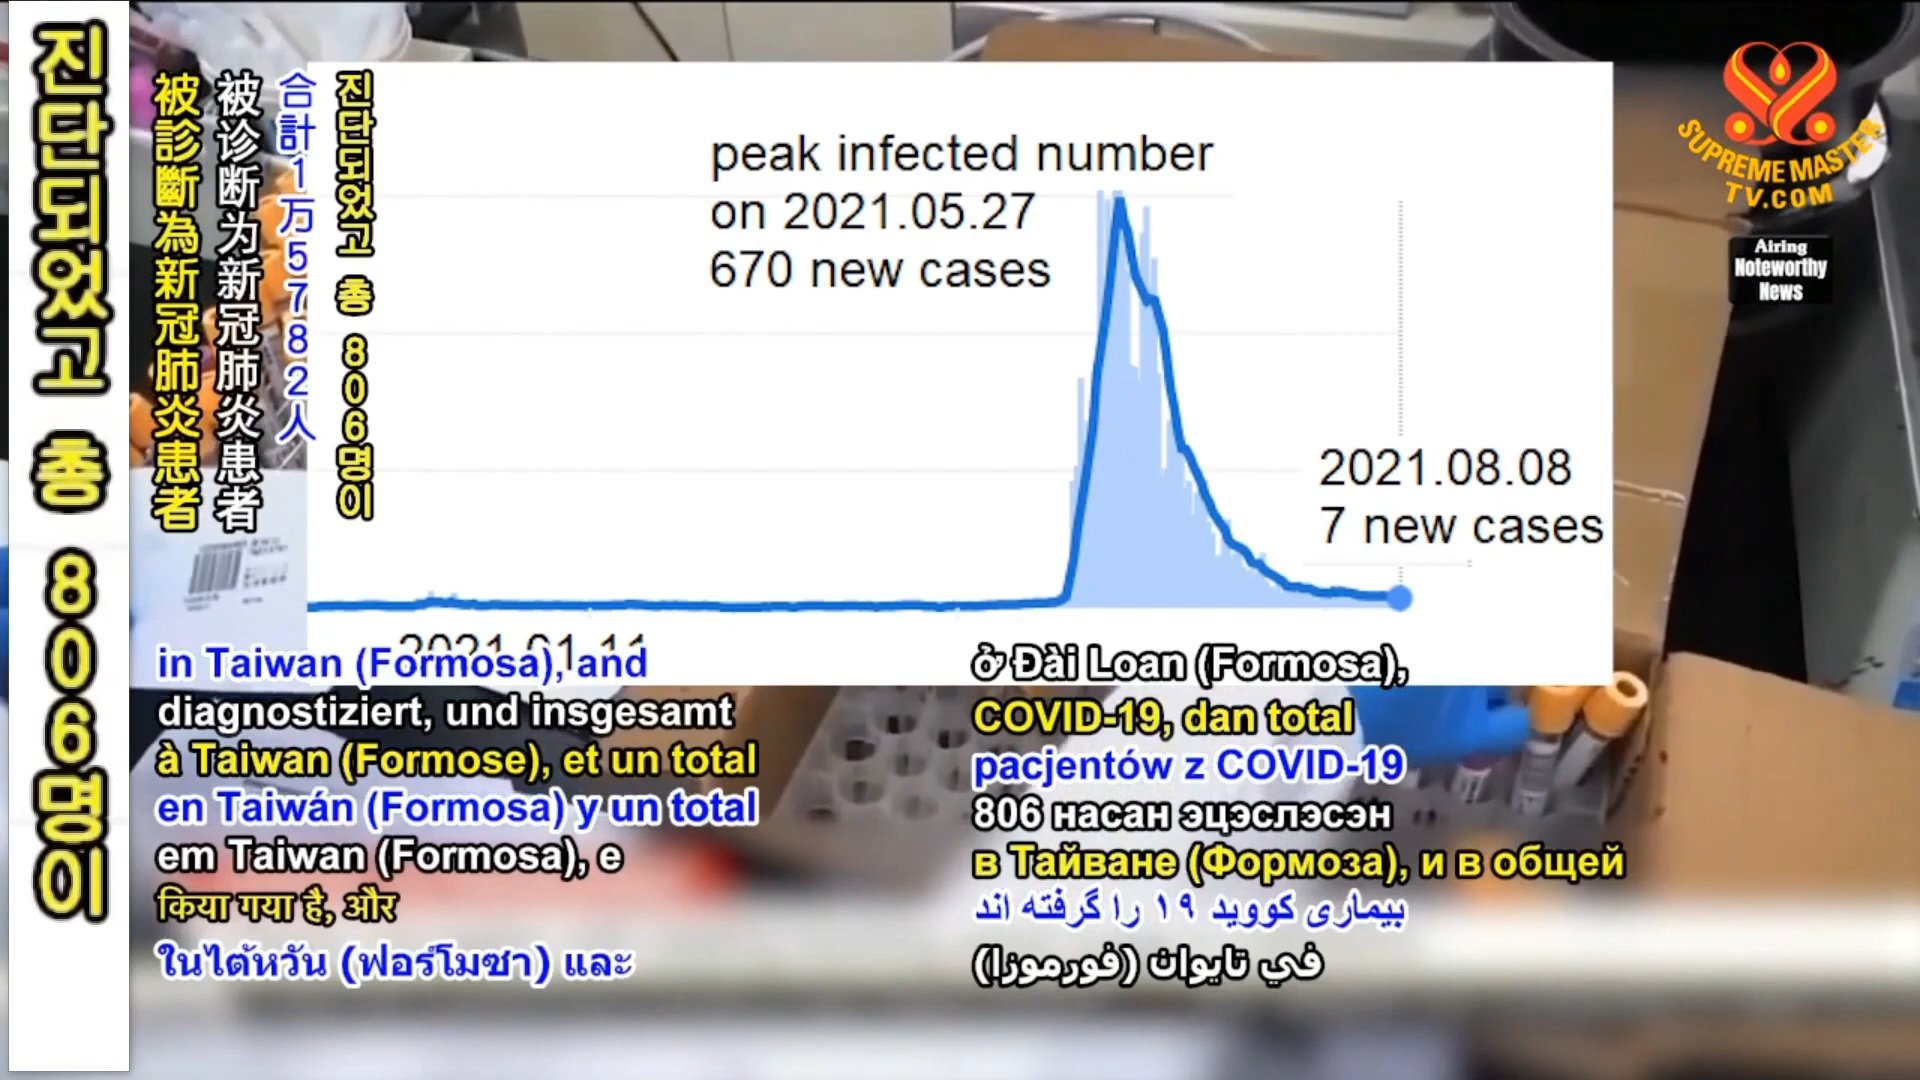 진단되었고 총 806명이
被診斷為新冠肺炎患者
被诊断为新冠肺炎患者
合計1万5782人
진단되었고 총 806명이
peak infected number
on 2021.05.27
670 new cases
2021.08.08
7 new cases
2021.01.11
SUPREME MASTER
TV.COM
Airing
Noteworthy
News
in Taiwan (Formosa), and
diagnostiziert, und insgesamt
à Taiwan (Formose), et un total
en Taiwán (Formosa) y un total
em Taiwan (Formosa), e
किया गया है, और
ในไต้หวัน (ฟอร์โมซา) และ
ở Đài Loan (Formosa),
COVID-19, dan total
pacjentów z COVID-19
806 насан эцэслэсэн
в Тайване (Формоза), и в общей
بیماری کووید ۱۹ را گرفته اند
في تايوان (فورموزا)